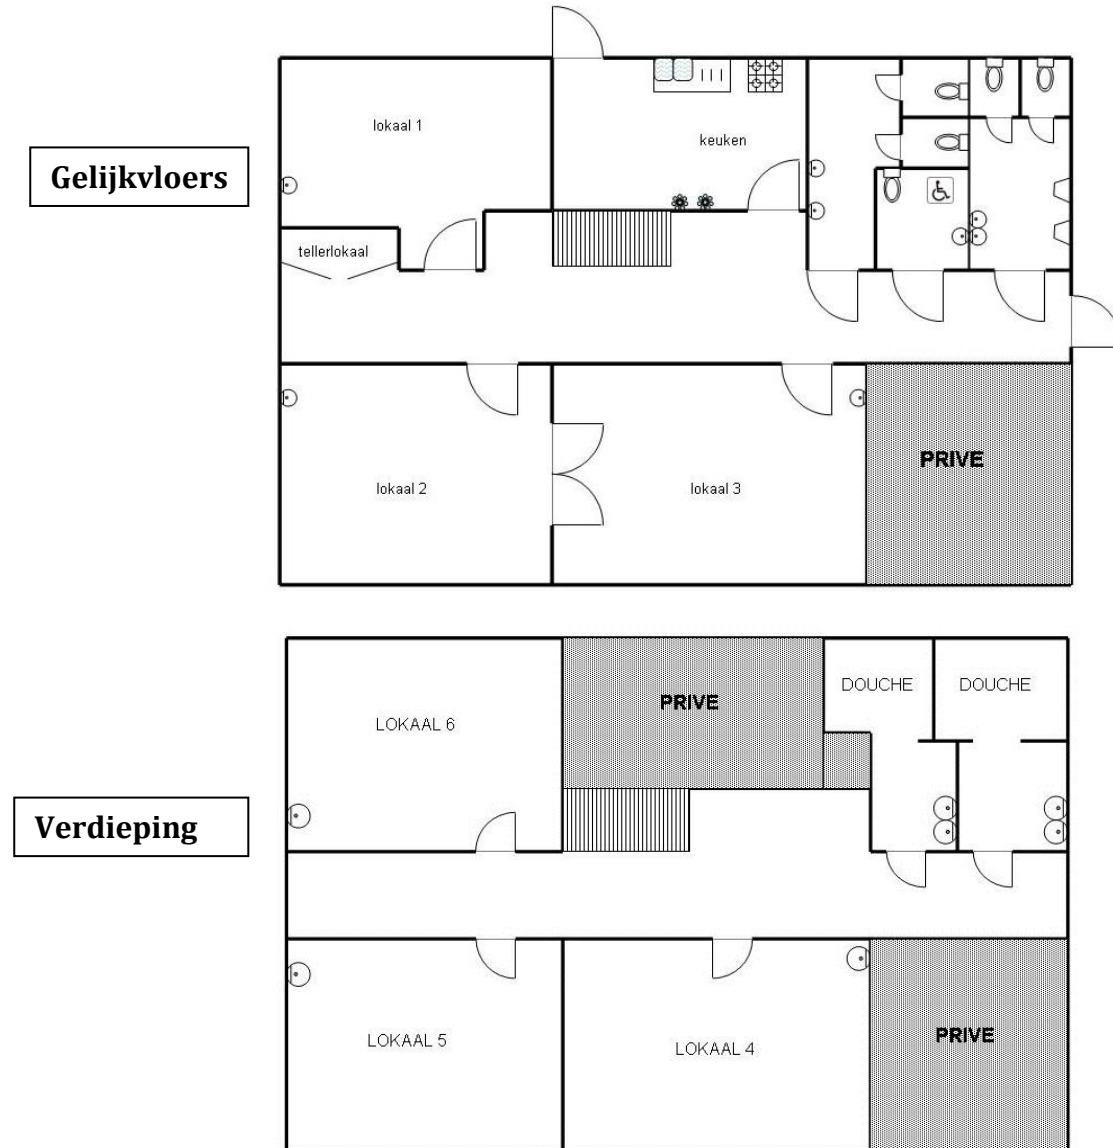 Gelijkvloers
lokaal 1
keuken
tellerlokaal
lokaal 2
lokaal 3
PRIVE
Verdieping
LOKAAL 6
PRIVE
DOUCHE
DOUCHE
LOKAAL 5
LOKAAL 4
PRIVE